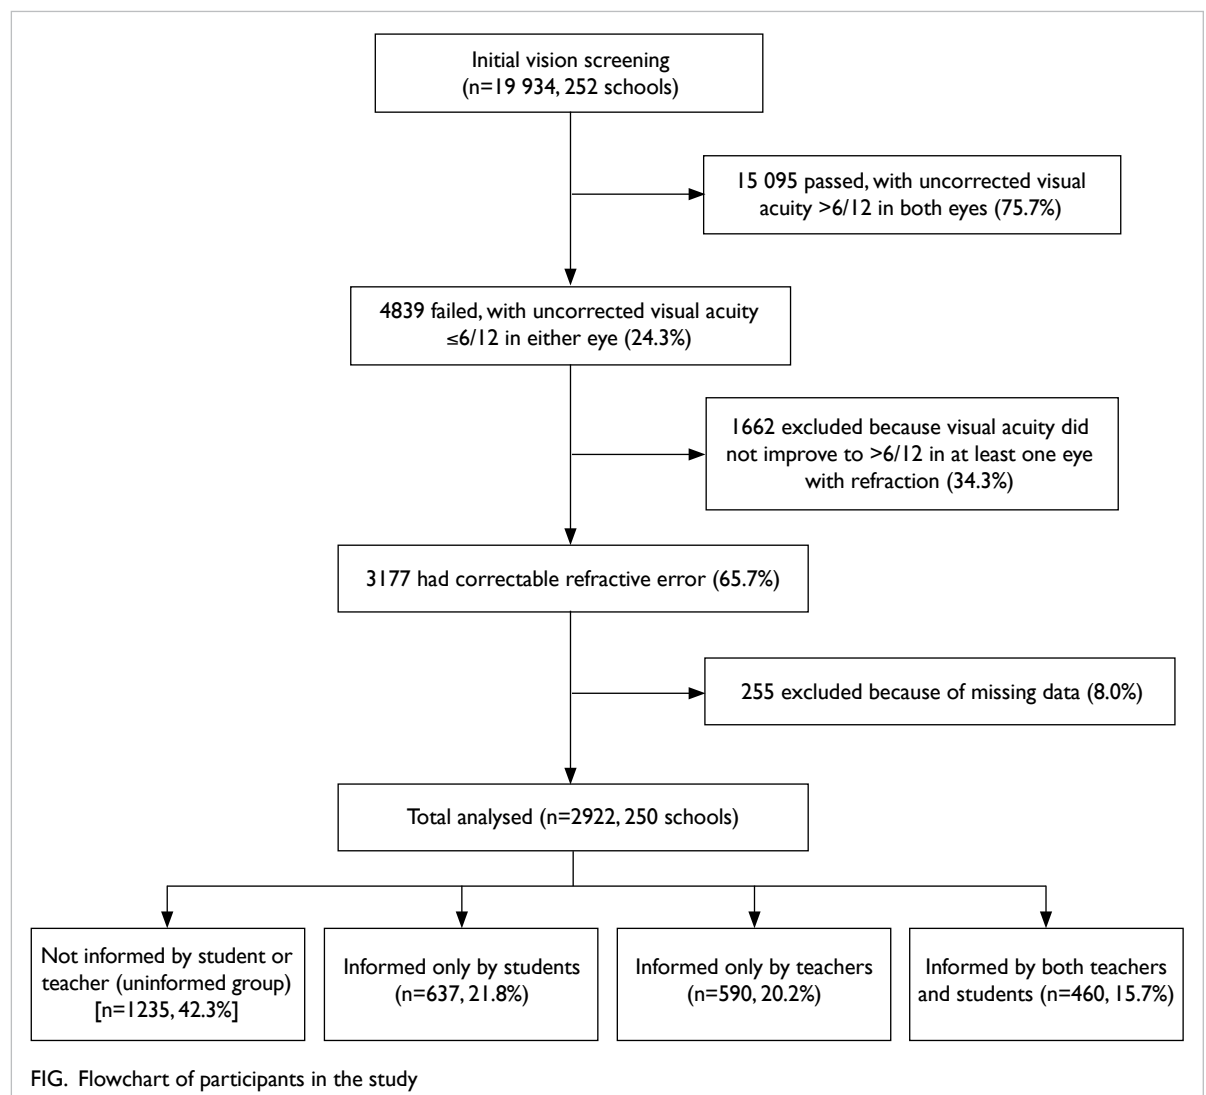 Initial vision screening
(n=19 934, 252 schools)
15 095 passed, with uncorrected visual
acuity >6/12 in both eyes (75.7%)
4839 failed, with uncorrected visual acuity
≤6/12 in either eye (24.3%)
1662 excluded because visual acuity did
not improve to >6/12 in at least one eye
with refraction (34.3%)
3177 had correctable refractive error (65.7%)
255 excluded because of missing data (8.0%)
Total analysed (n=2922, 250 schools)
Not informed by student or
teacher (uninformed group)
[n=1235, 42.3%]
Informed only by students
(n=637, 21.8%)
Informed only by teachers
(n=590, 20.2%)
Informed by both teachers
and students (n=460, 15.7%)
FIG. Flowchart of participants in the study